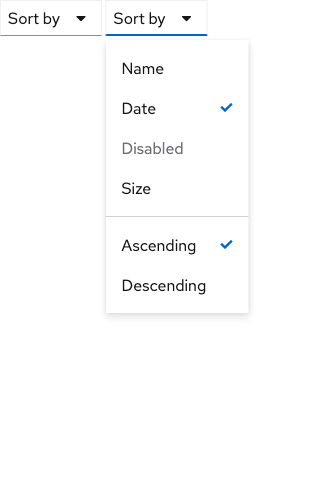 Sort by
Sort by
Name
Date
Disabled
Size
Ascending
Descending